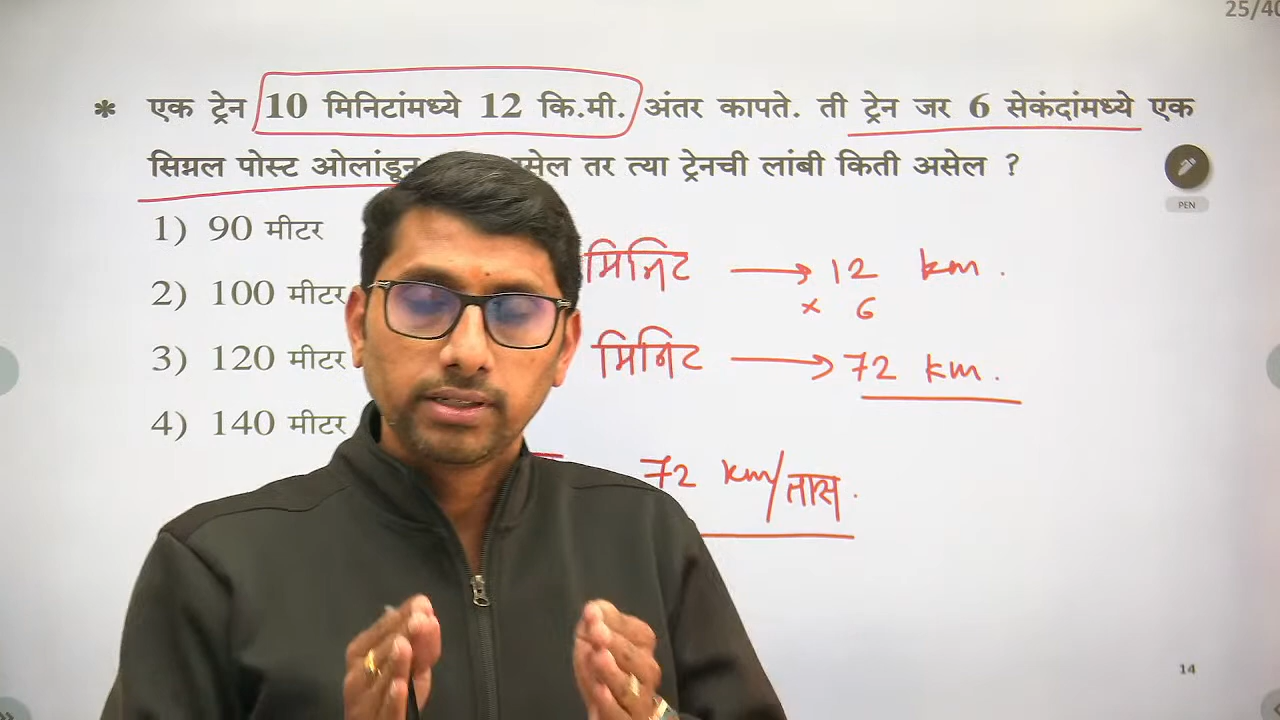 25/40
* एक ट्रेन 10 मिनिटांमध्ये 12 कि.मी. अंतर कापते. ती ट्रेन जर 6 सेकंदांमध्ये एक
सिग्नल पोस्ट ओलांडून तर त्या ट्रेनची लांबी किती असेल ?
PEN
1) 90 मीटर
मिनिट → 12 km.
2) 100 मीटर
× 6
3) 120 मीटर
मिनिट → 72 km.
4) 140 मीटर
72 km/तास.
14